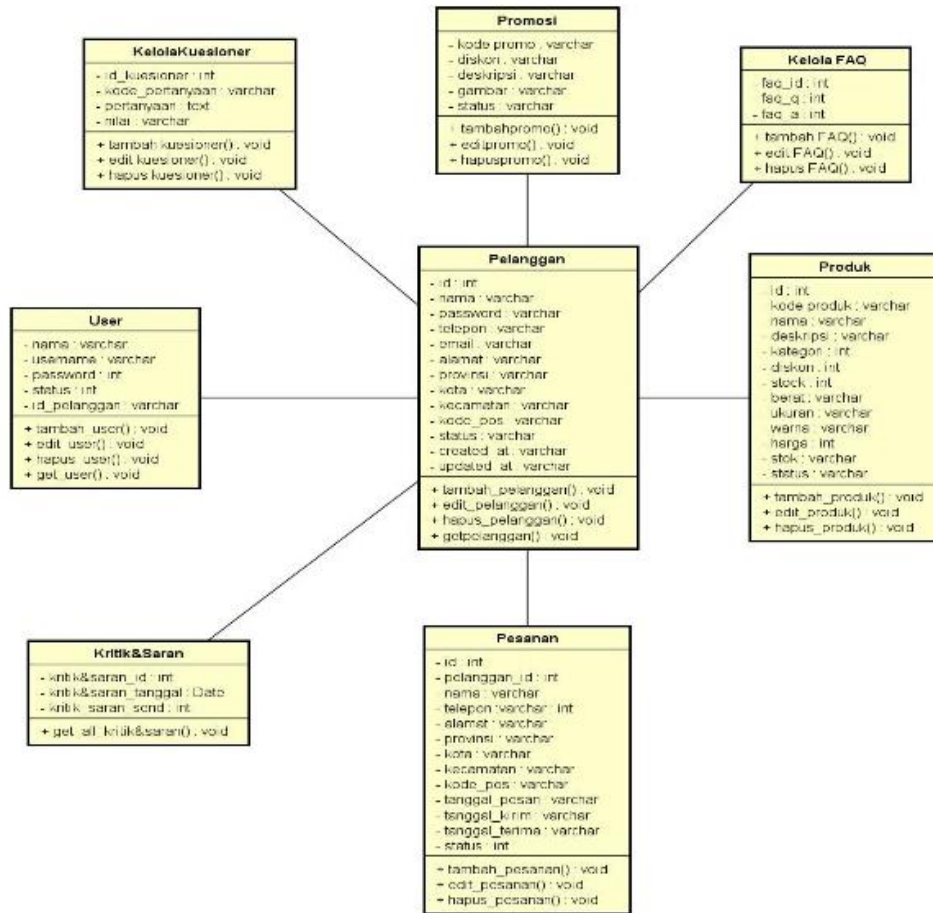 KelolaKuesioner
- id_kuesioner : int
- kode_pertanyaan : varchar
- pertanyaan : text
- nilai : varchar
+ tambah kuesioner() : void
+ edit kuesioner() : void
+ hapus kuesioner() : void
Promosi
- kode promo : varchar
- diskon : varchar
- deskripsi : varchar
- gambar : varchar
- status : varchar
+ tambahpromo() : void
+ editpromo() : void
+ hapuspromo() : void
Kelola FAQ
- faq_id : int
faq_q : int
- faq_a : int
+ tambah FAQ() : void
+ edit FAQ() : void
+ hapus FAQ() : void
User
- nama : varchar
- username : varchar
- password : int
- status : int
- id_pelanggan : varchar
+ tambah_user() : void
+ edit_user() : void
+ hapus_user() : void
+ get_user() : void
Pelanggan
- id : int
- nama : varchar
- password : varchar
- telepon : varchar
- email : varchar
- alamat : varchar
- provinsi : varchar
- kota : varchar
- kecamatan : varchar
- kode_pos : varchar
- status : varchar
- created_at : varchar
- updated_at : varchar
+ tambah_pelanggan() : void
+ edit_pelanggan() : void
+ hapus_pelanggan() : void
+ getpelanggan() : void
Produk
id : int
kode produk : varchar
nama : varchar
deskripsi : varchar
- kategori : int
- diskon : int
- stock : int
berat : varchar
ukuran : varchar
warna : varchar
- harga : int
- stok : varchar
- status : varchar
+ tambah_produk() : void
+ edit_produk() : void
+ hapus_produk() : void
Kritik&Saran
- kritik&saran_id : int
- kritik&saran_tanggal : Date
- kritik_saran_send : int
+ get_all_kritik&saran() : void
Pesanan
- id : int
- pelanggan_id : int
- nama : varchar
- telepon :varchar : int
- alamat : varchar
- provinsi : varchar
- kota : varchar
- kecamatan : varchar
- kode_pos : varchar
- tanggal_pesan : varchar
- tanggal_kirim : varchar
- tanggal_terima : varchar
- status : int
+ tambah_pesanan() : void
+ edit_pesanan() : void
+ hapus_pesanan() : void